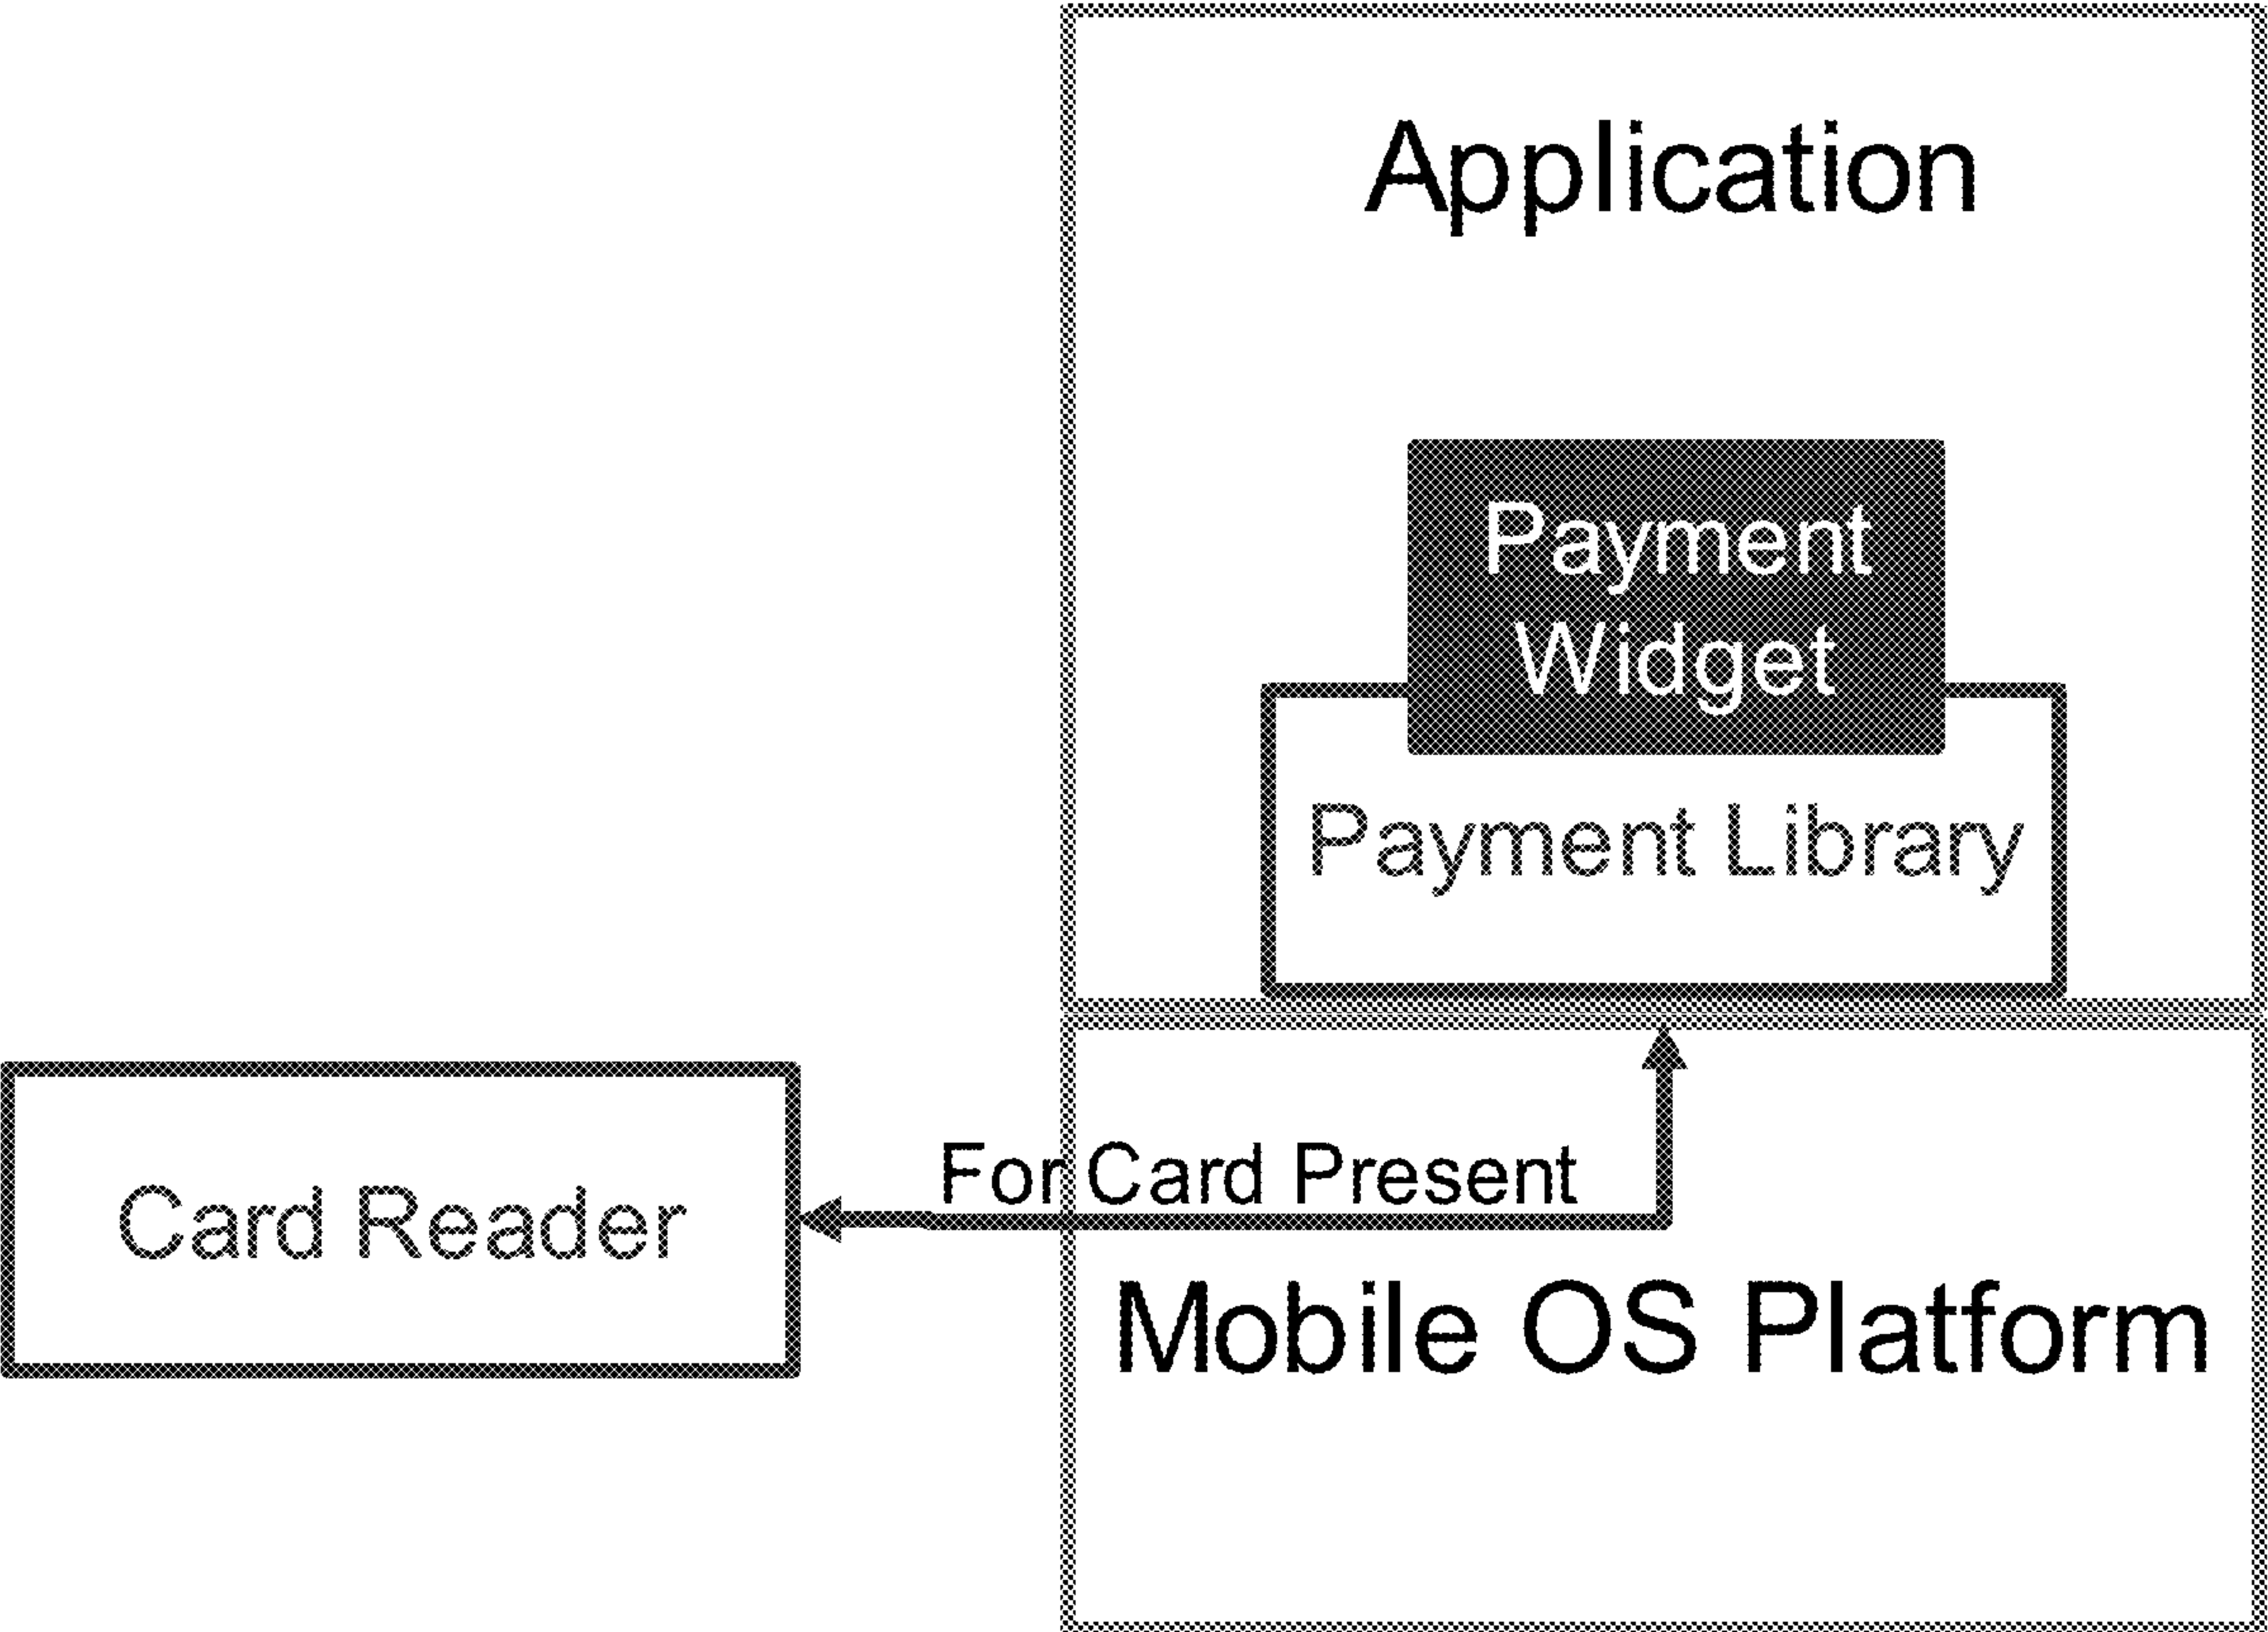 Application
Payment
Widget
Payment Library
For Card Present
Card Reader
Mobile OS Platform